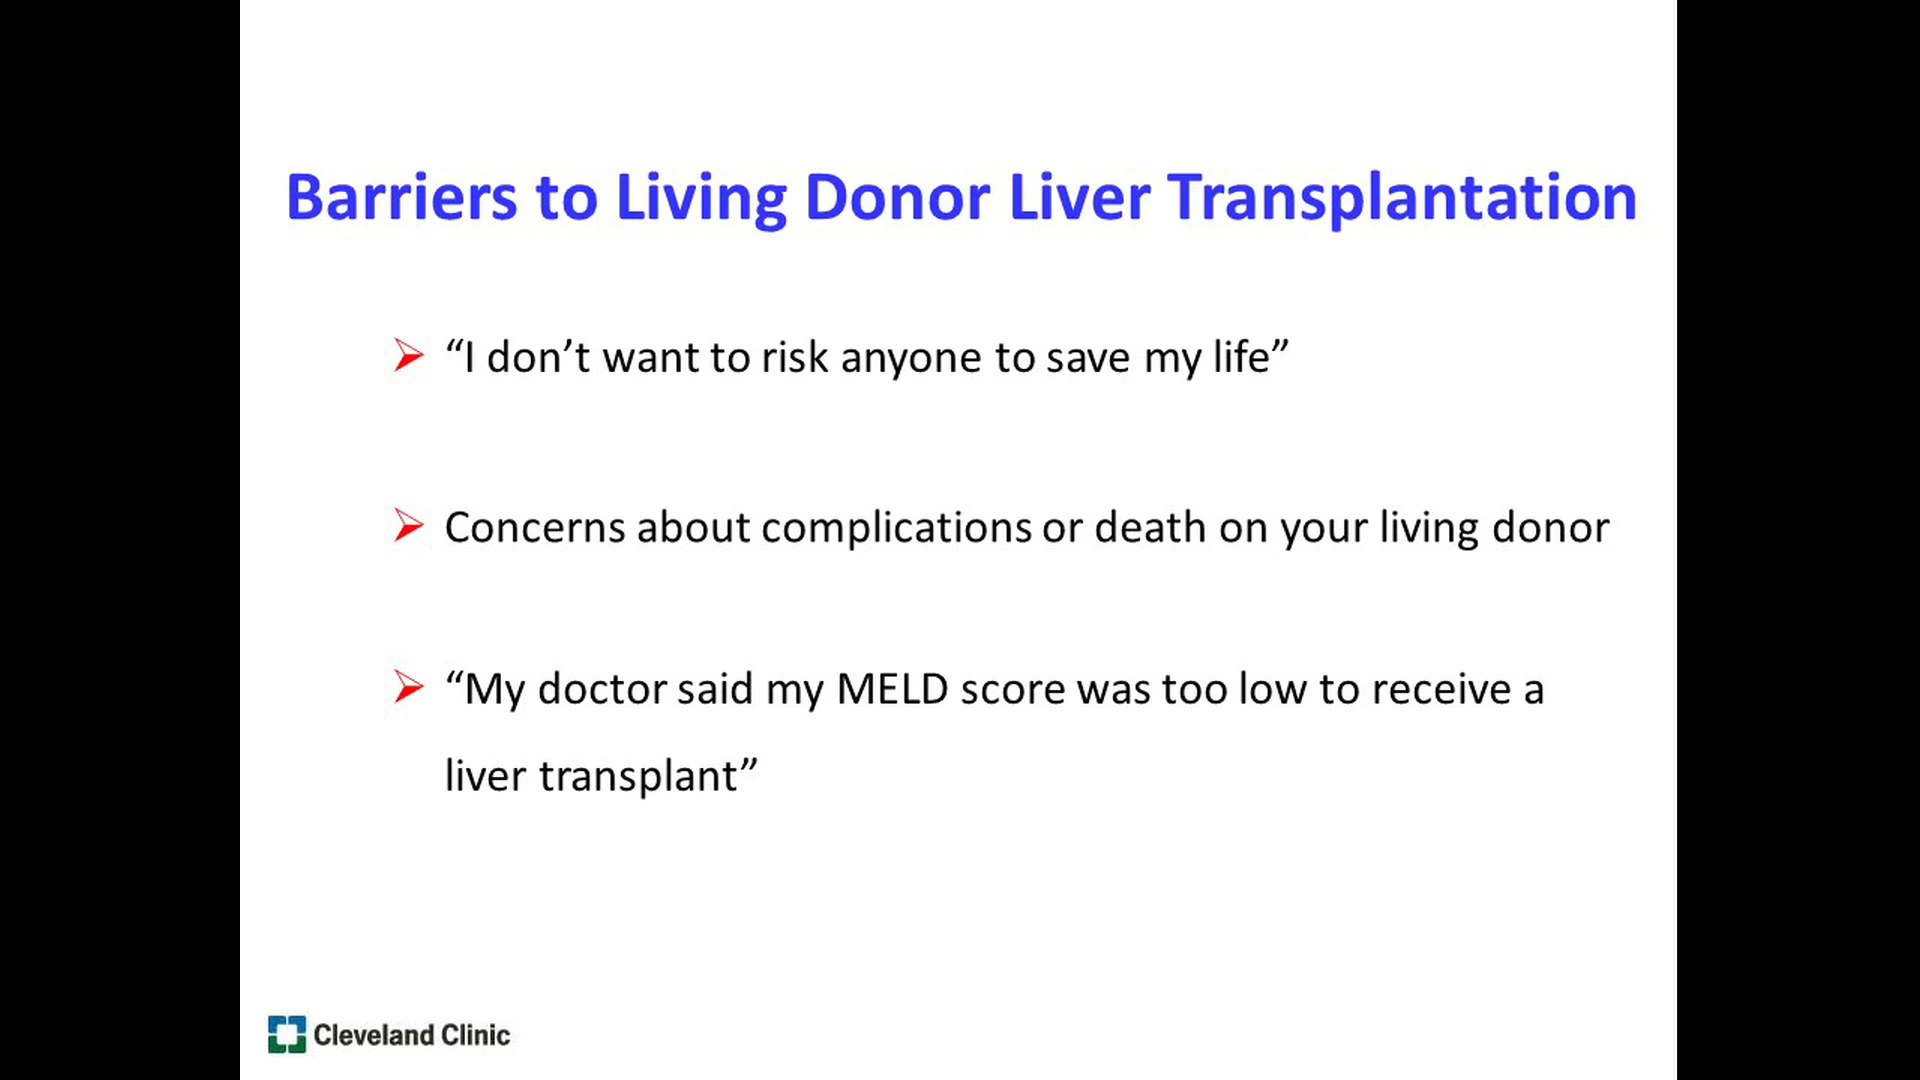 Barriers to Living Donor Liver Transplantation
“I don’t want to risk anyone to save my life”
Concerns about complications or death on your living donor
“My doctor said my MELD score was too low to receive a
liver transplant”
Cleveland Clinic